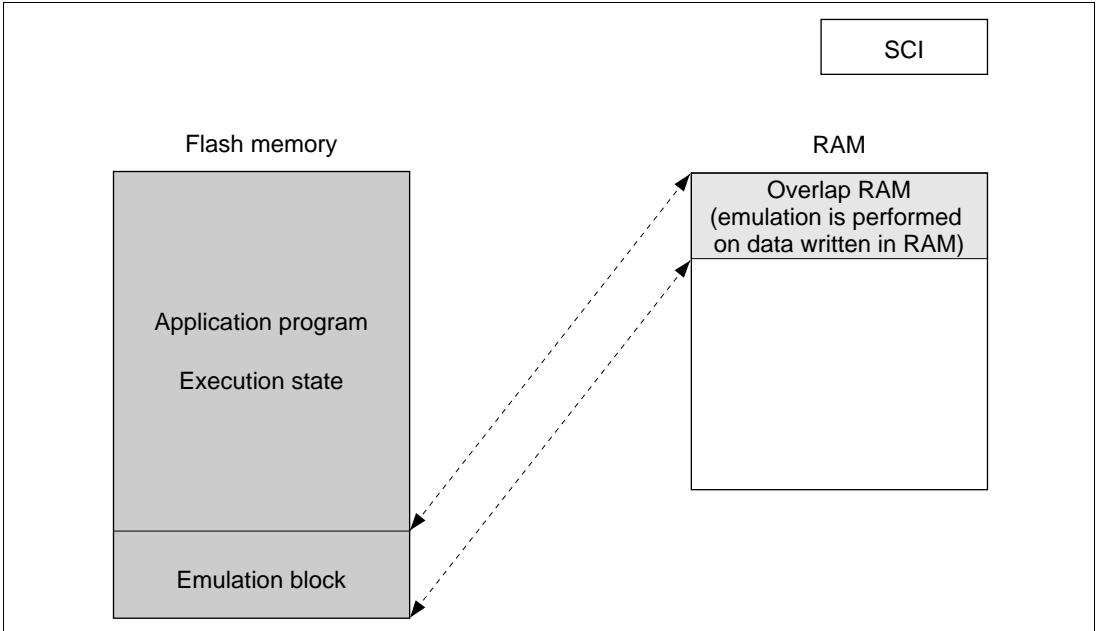 SCI
Flash memory
RAM
Overlap RAM
(emulation is performed
on data written in RAM)
Application program
Execution state
Emulation block